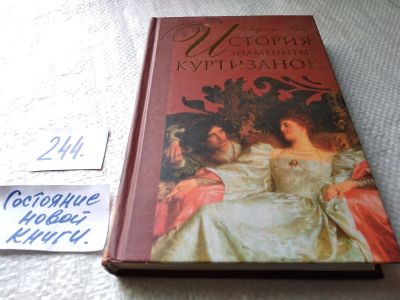 История
знаменитых
куртизанок
244.
Состояние
новой
книги.